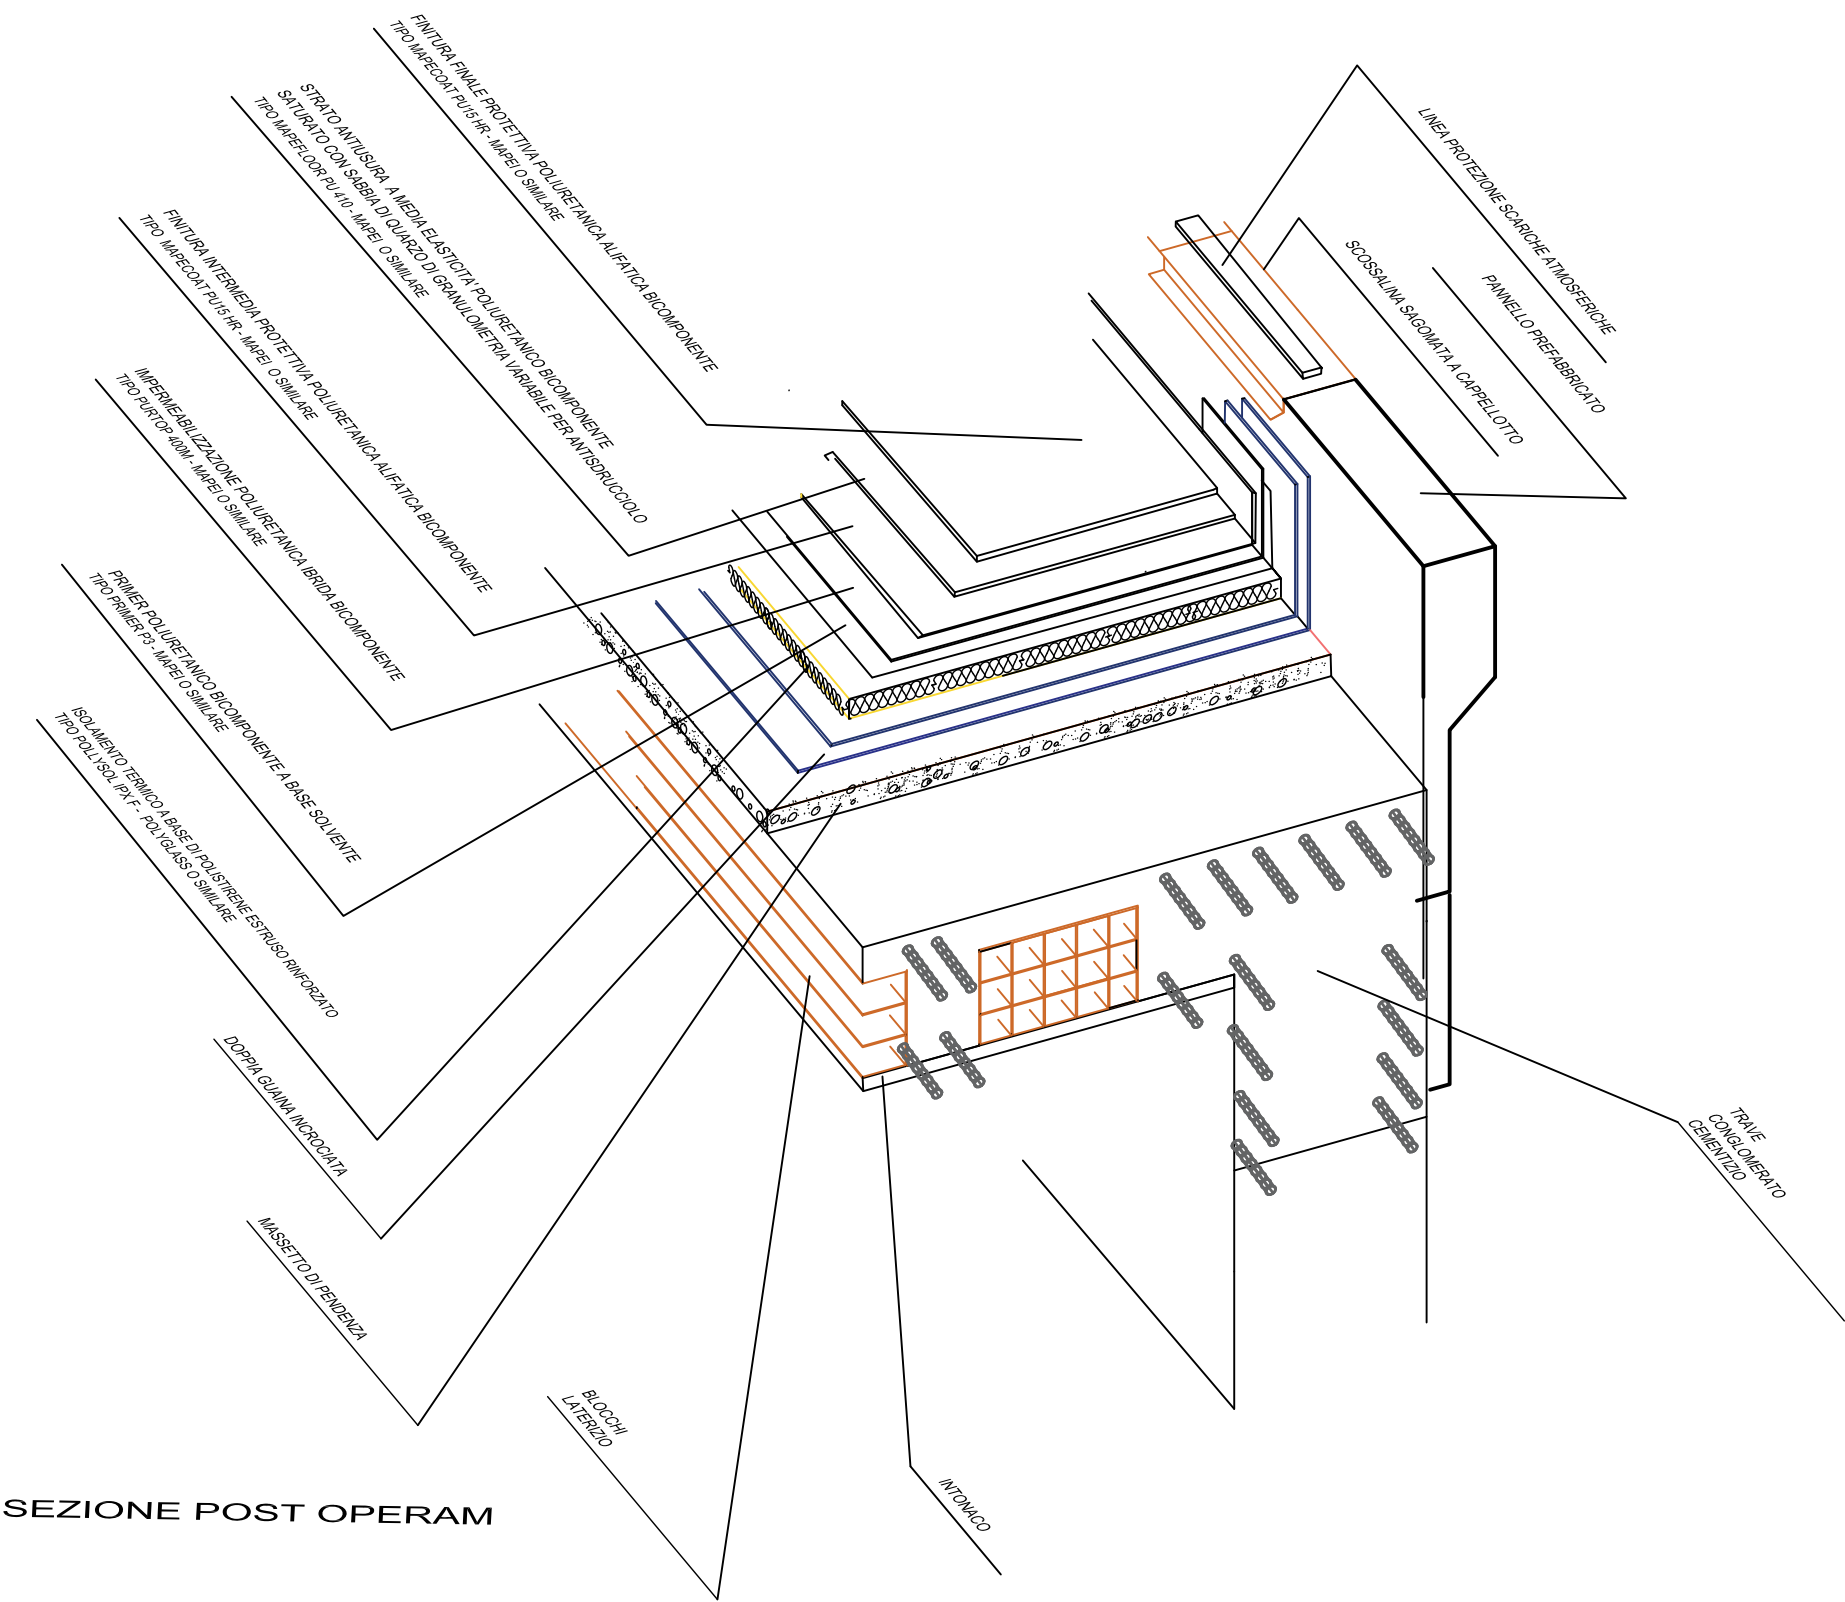 FINITURA FINALE PROTETTIVA POLIURETANICA ALIFATICA BICOMPONENTE
TIPO MAPECOAT PU15 HR - MAPEI O SIMILARE
STRATO ANTIUSURA A MEDIA ELASTICITA' POLIURETANICO BICOMPONENTE
SATURATO CON SABBIA DI QUARZO DI GRANULOMETRIA VARIABILE PER ANTISDRUCCIOLO
TIPO MAPEFLOOR PU 410 - MAPEI O SIMILARE
FINITURA INTERMEDIA PROTETTIVA POLIURETANICA ALIFATICA BICOMPONENTE
TIPO MAPECOAT PU15 HR - MAPEI O SIMILARE
IMPERMEABILIZZAZIONE POLIURETANICA IBRIDA BICOMPONENTE
TIPO PURTOP 400M - MAPEI O SIMILARE
PRIMER POLIURETANICO BICOMPONENTE A BASE SOLVENTE
TIPO PRIMER P3 - MAPEI O SIMILARE
ISOLAMENTO TERMICO A BASE DI POLISTIRENE ESTRUSO RINFORZATO
TIPO POLLYSOL IPX F - POLYGLASS O SIMILARE
DOPPIA GUAINA INCROCIATA
MASSETTO DI PENDENZA
BLOCCHI
LATERIZIO
INTONACO
LINEA PROTEZIONE SCARICHE ATMOSFERICHE
SCOSSALINA SAGOMATA A CAPPELLOTTO
PANNELLO PREFABBRICATO
TRAVE
CONGLOMERATO
CEMENTIZIO
SEZIONE POST OPERAM